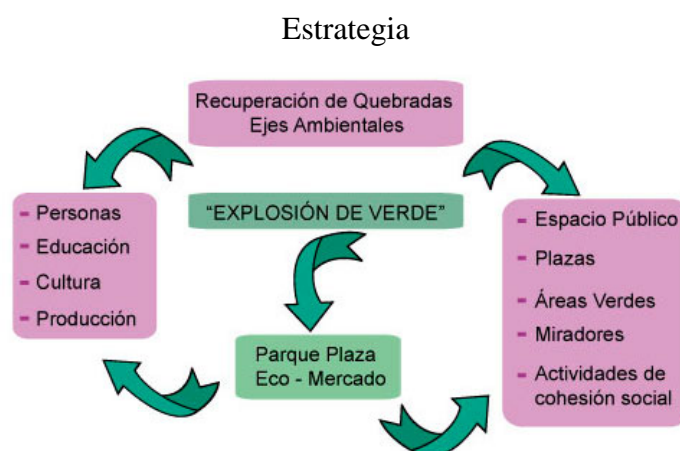 Estrategia
Recuperación de Quebradas
Ejes Ambientales
“EXPLOSIÓN DE VERDE”
- Personas
- Educación
- Cultura
- Producción
- Espacio Público
- Plazas
- Áreas Verdes
- Miradores
- Actividades de
cohesión social
Parque Plaza
Eco - Mercado